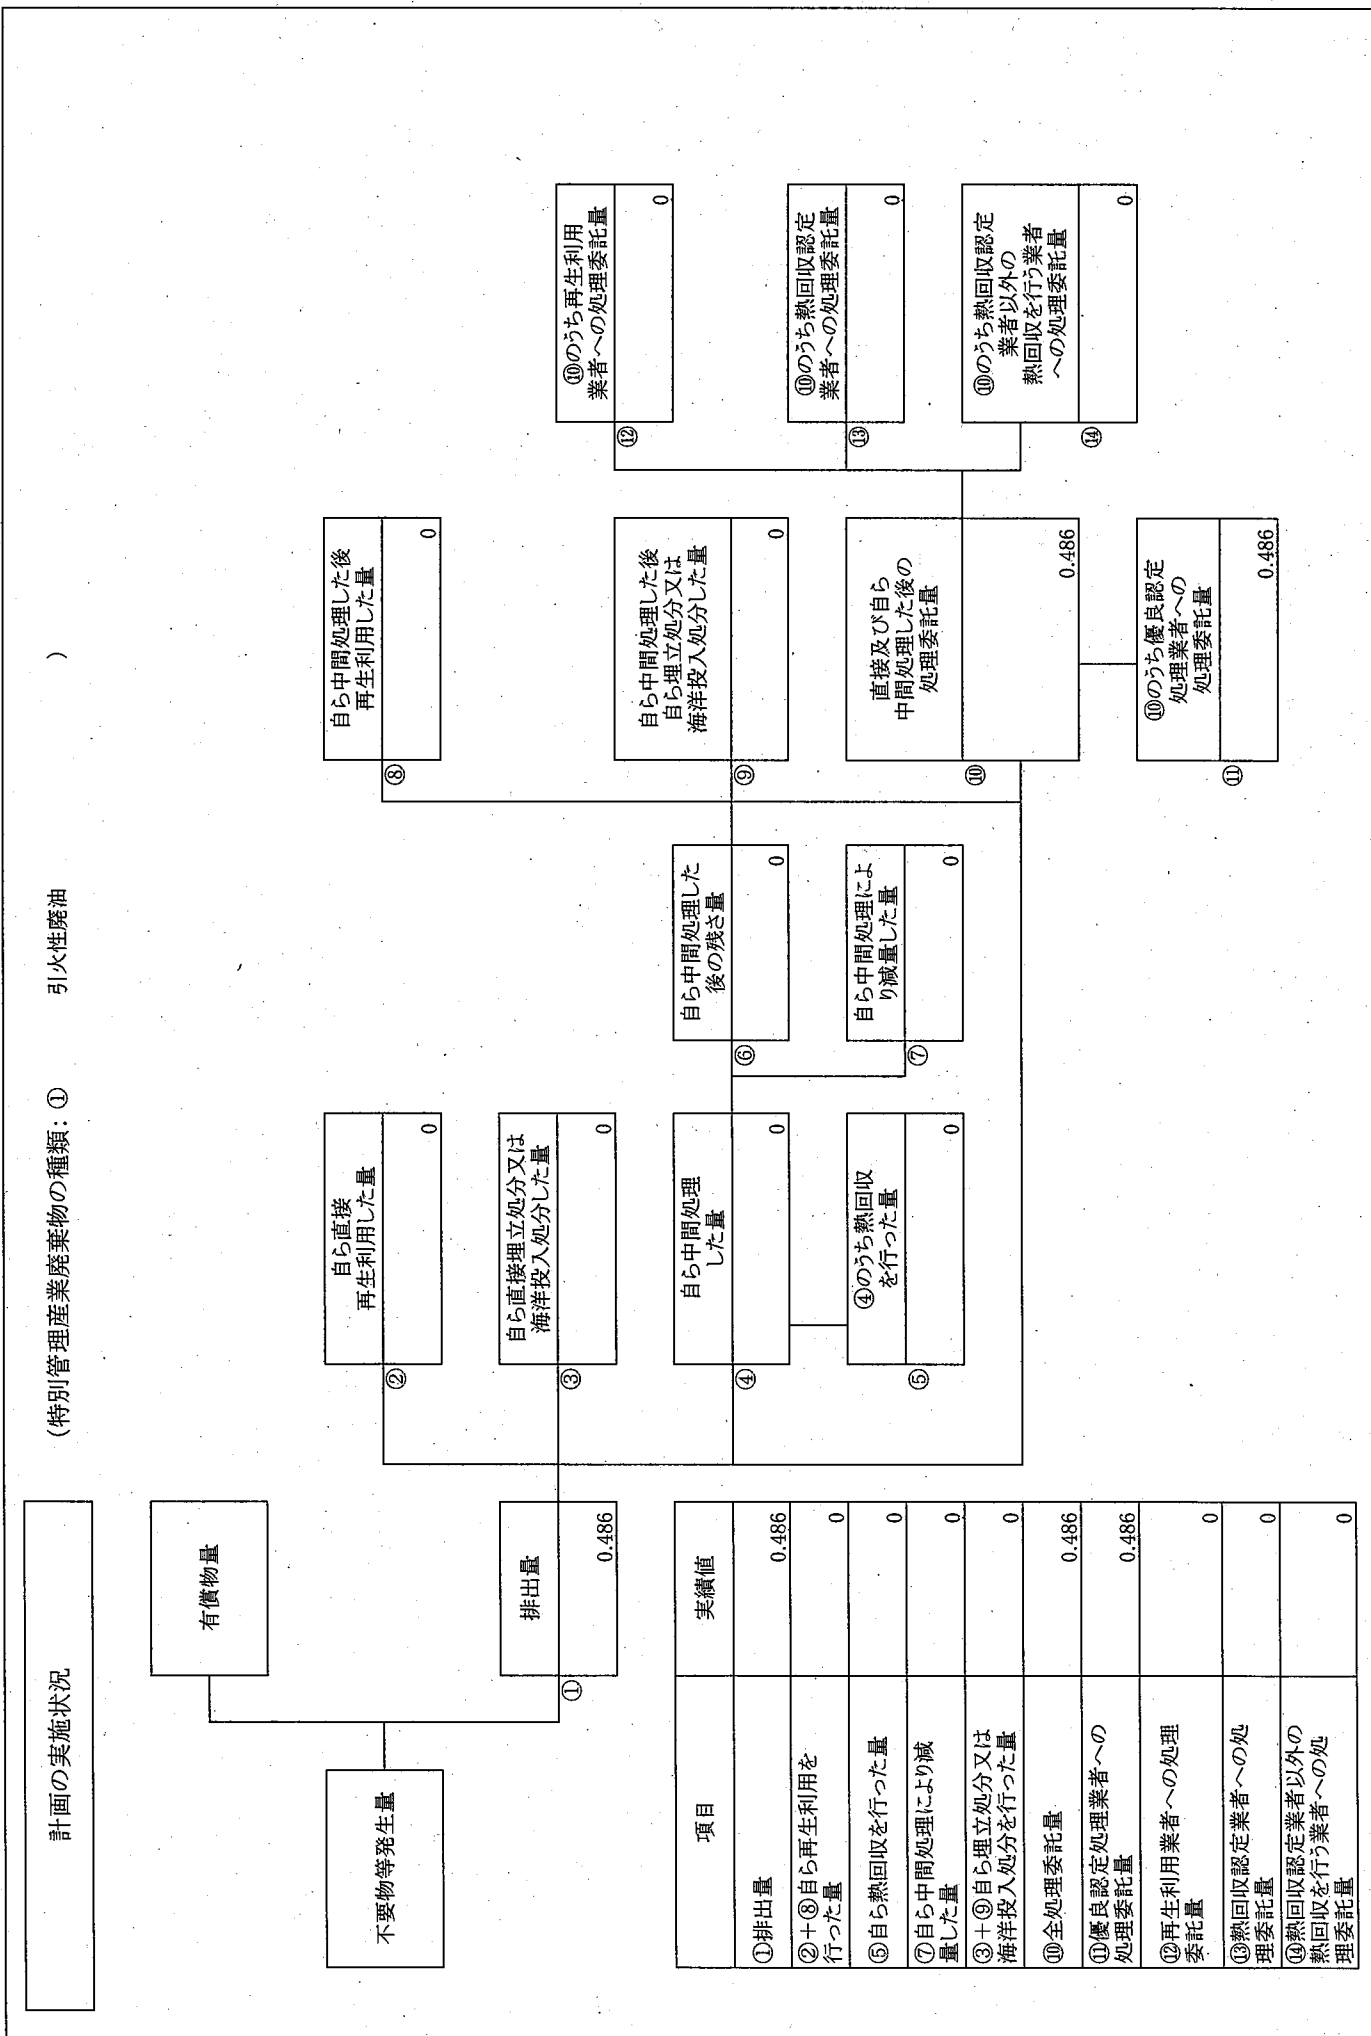 計画の実施状況
(特別管理産業廃棄物の種類：①
引火性廃油
)
不要物等発生量
有償物量
排出量
①
0.486
自ら直接
再生利用した量
②
0
自ら直接埋立処分又は
海洋投入処分した量
③
0
自ら中間処理
した量
④
0
④のうち熱回収
を行った量
⑤
0
自ら中間処理した
後の残さ量
⑥
0
自ら中間処理によ
り減量した量
⑦
0
自ら中間処理した後
再生利用した量
⑧
0
自ら中間処理した後
自ら埋立処分又は
海洋投入処分した量
⑨
0
直接及び自ら
中間処理した後の
処理委託量
⑩
0.486
⑩のうち優良認定
処理業者への
処理委託量
⑪
0.486
⑩のうち再生利用
業者への処理委託量
⑫
0
⑩のうち熱回収認定
業者への処理委託量
⑬
0
⑩のうち熱回収認定
業者以外の
熱回収を行う業者
への処理委託量
⑭
0
項目
実績値
①排出量
0.486
②＋⑧自ら再生利用を
行った量
0
⑤自ら熱回収を行った量
0
⑦自ら中間処理により減
量した量
0
③＋⑨自ら埋立処分又は
海洋投入処分を行った量
0
⑩全処理委託量
0.486
⑪優良認定処理業者への
処理委託量
0.486
⑫再生利用業者への処理
委託量
0
⑬熱回収認定業者への処
理委託量
0
⑭熱回収認定業者以外の
熱回収を行う業者への処
理委託量
0